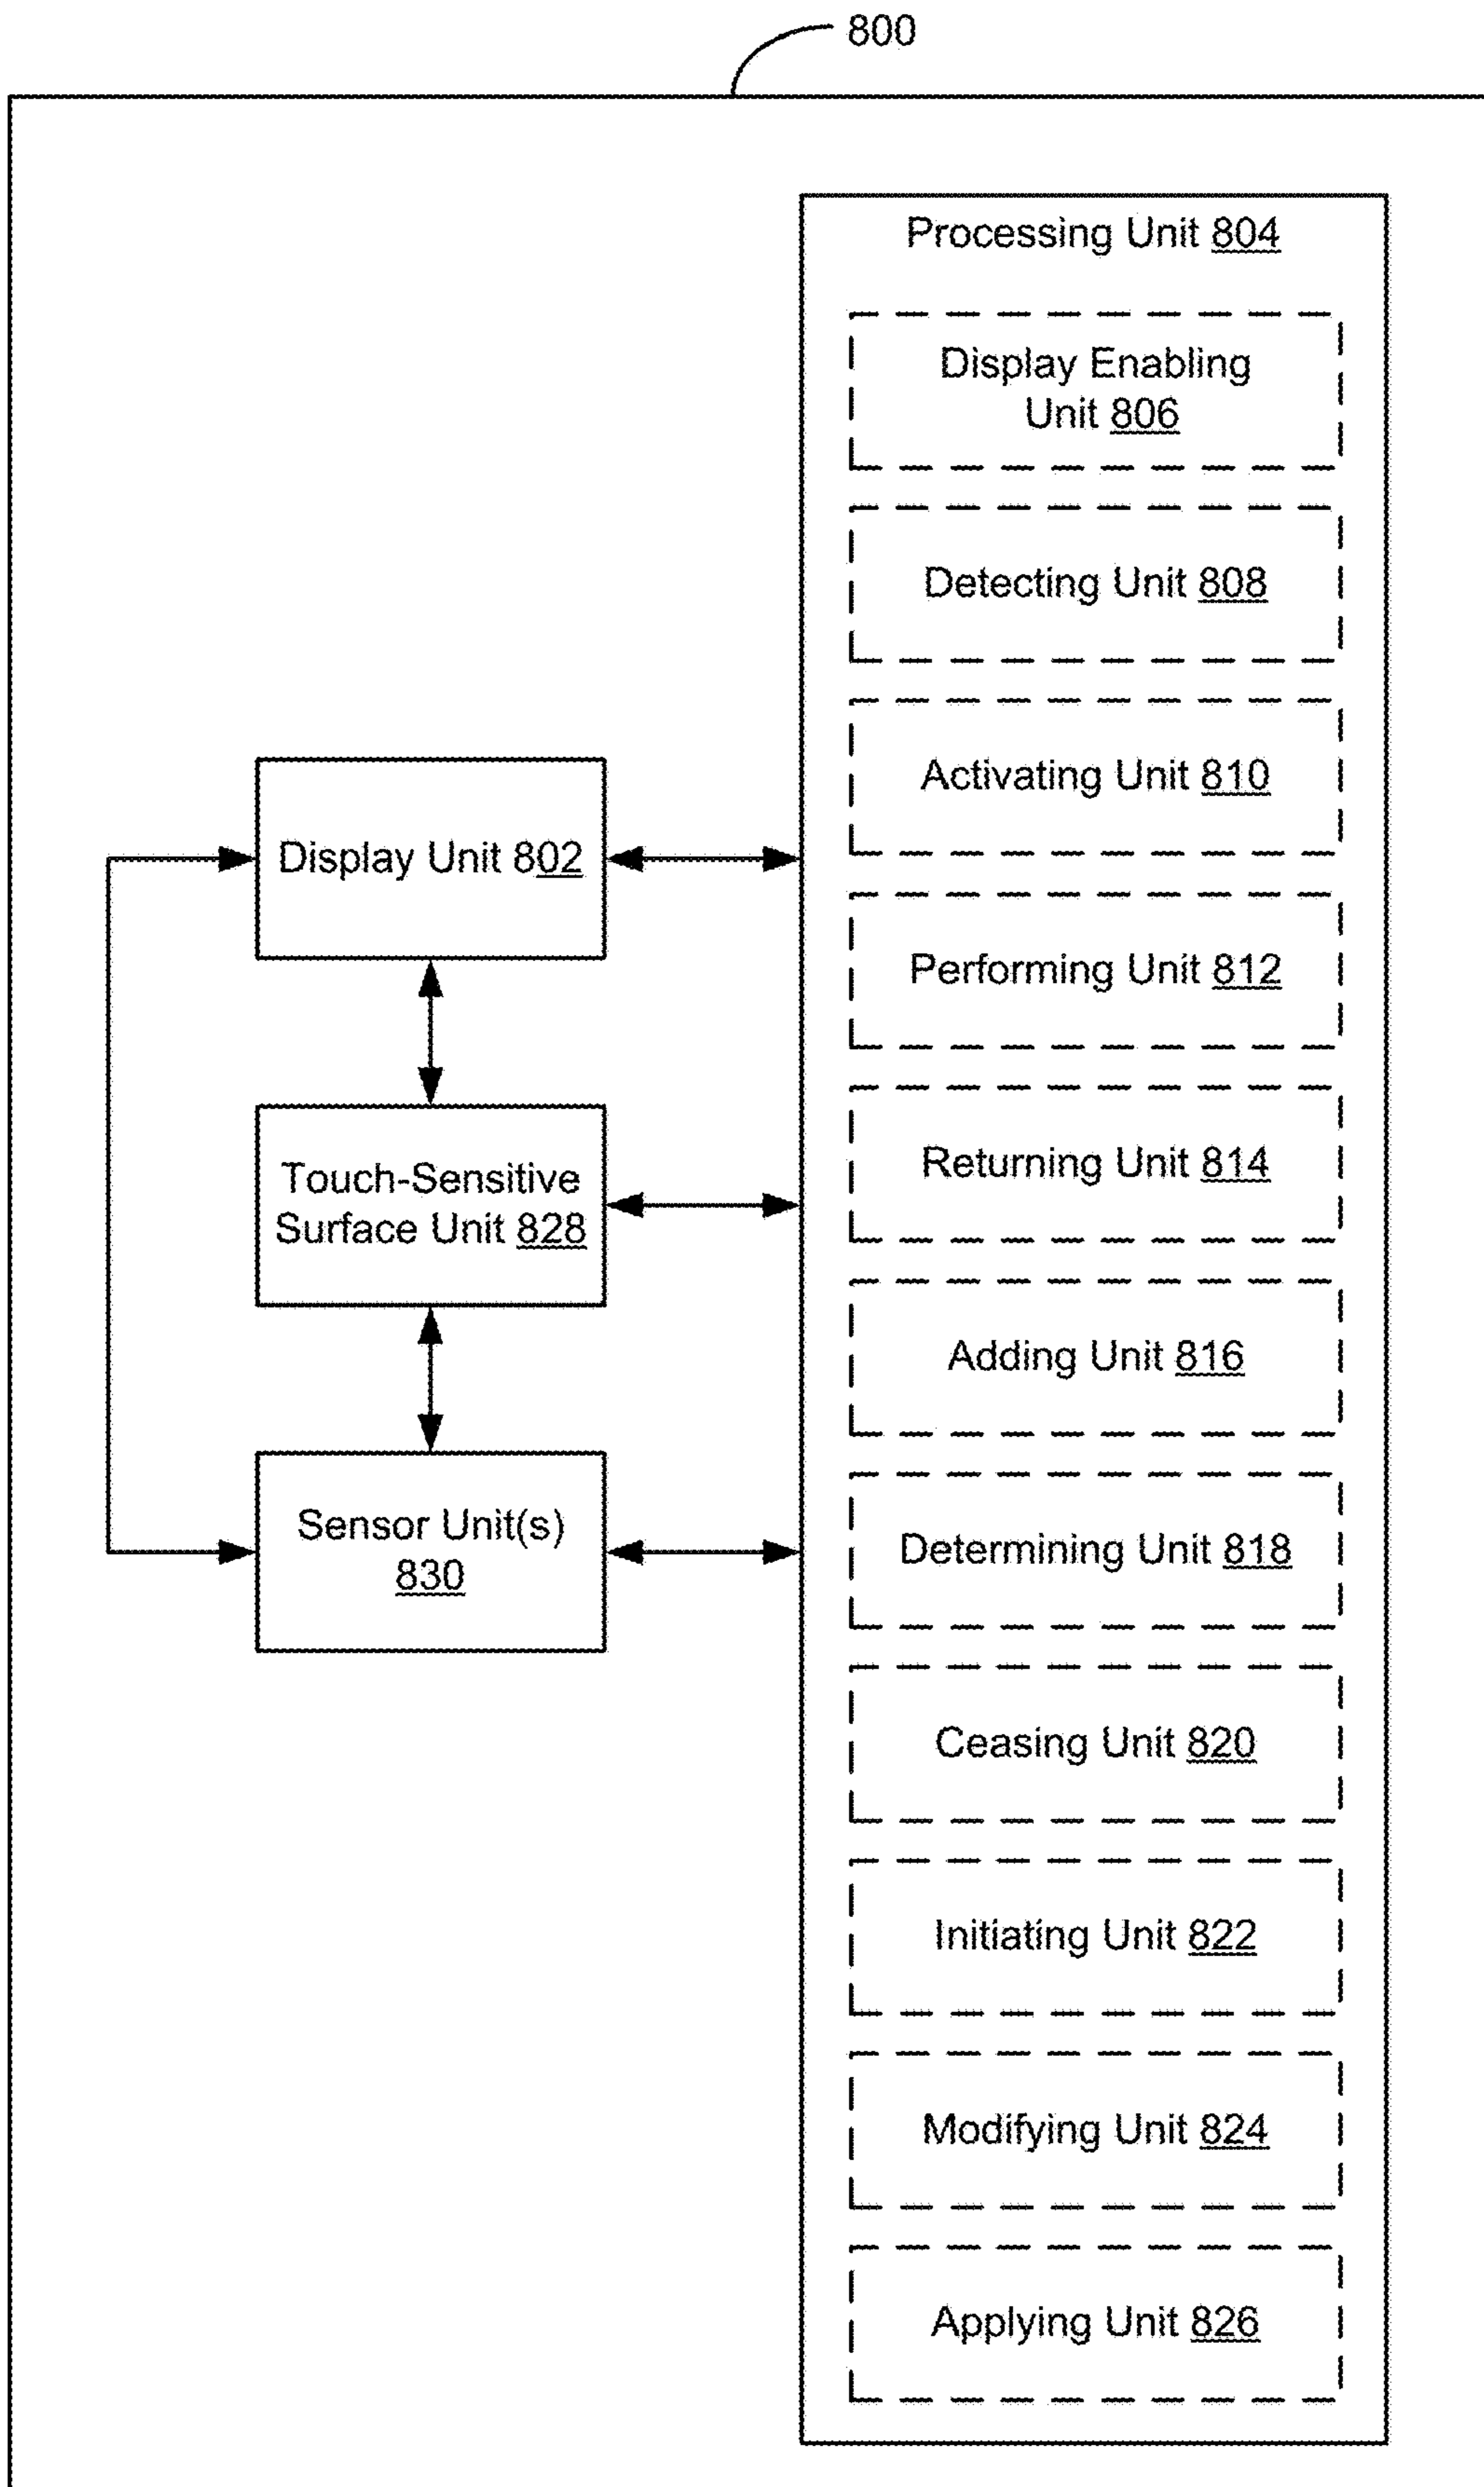 800
Processing Unit 804
Display Enabling
Unit 806
Detecting Unit 808
Activating Unit 810
Display Unit 802
Performing Unit 812
Touch-Sensitive
Surface Unit 828
Returning Unit 814
Adding Unit 816
Sensor Unit(s)
830
Determining Unit 818
Ceasing Unit 820
Initiating Unit 822
Modifying Unit 824
Applying Unit 826